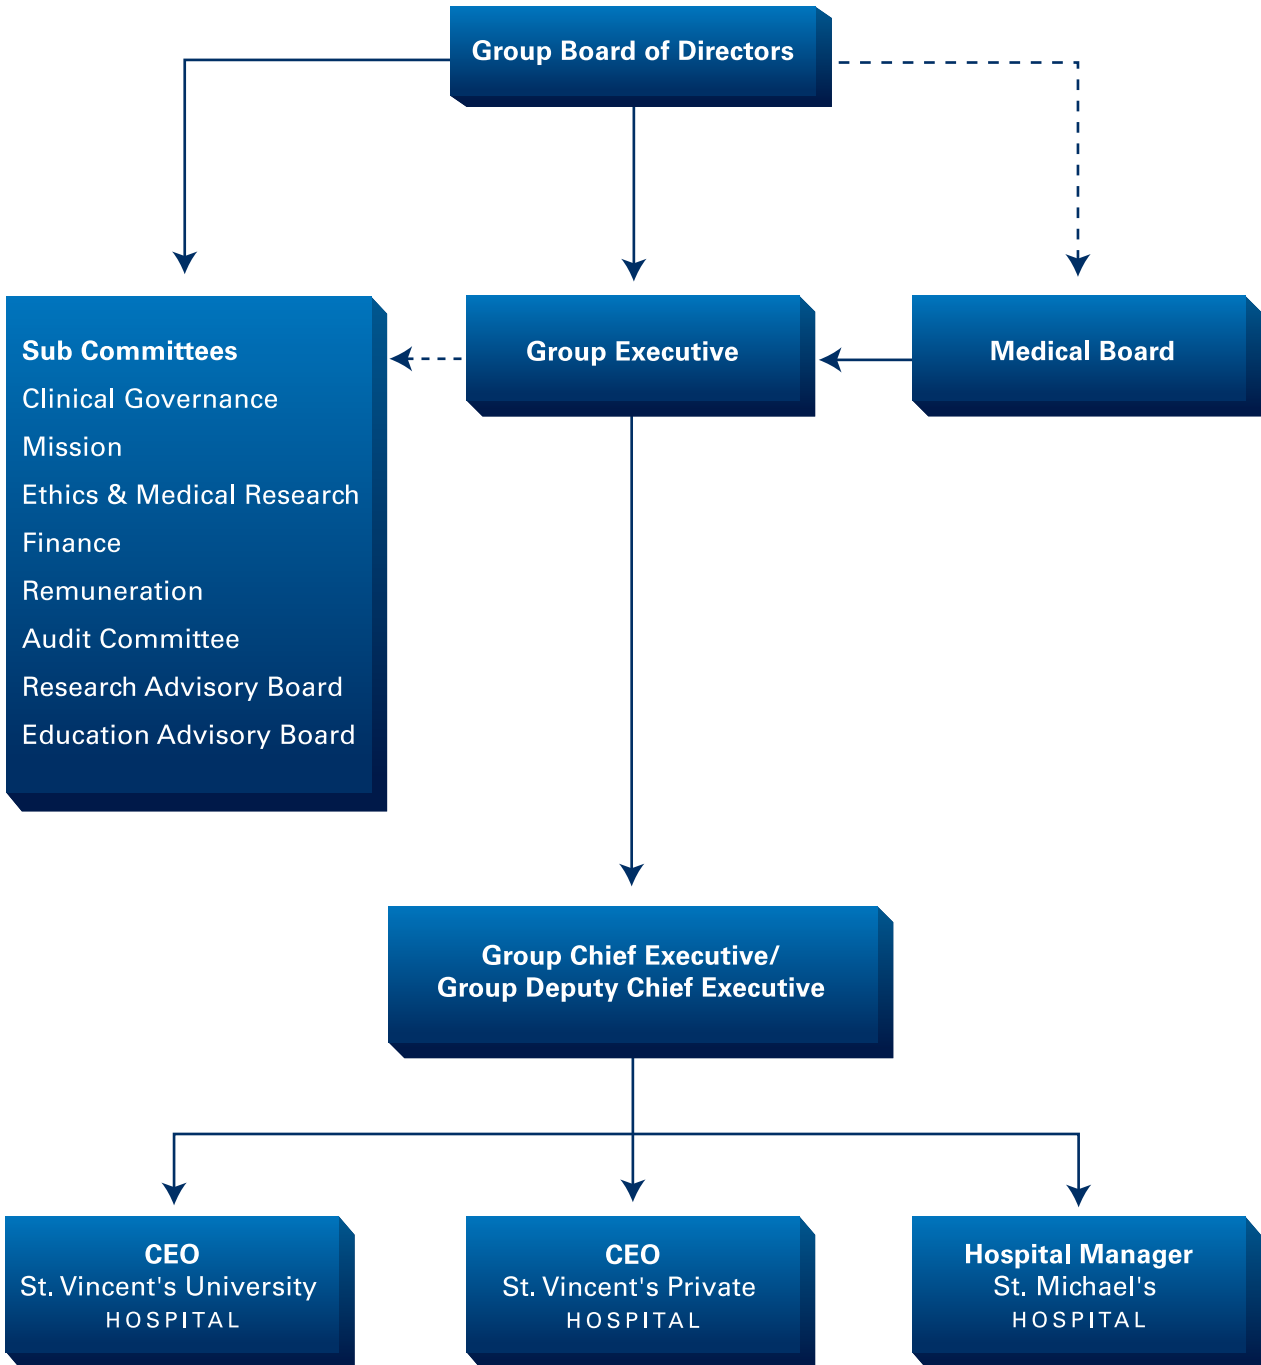 Group Board of Directors
Sub Committees
Clinical Governance
Mission
Ethics & Medical Research
Finance
Remuneration
Audit Committee
Research Advisory Board
Education Advisory Board
Group Executive
Medical Board
Group Chief Executive/
Group Deputy Chief Executive
CEO
St. Vincent's University
HOSPITAL
CEO
St. Vincent's Private
HOSPITAL
Hospital Manager
St. Michael's
HOSPITAL